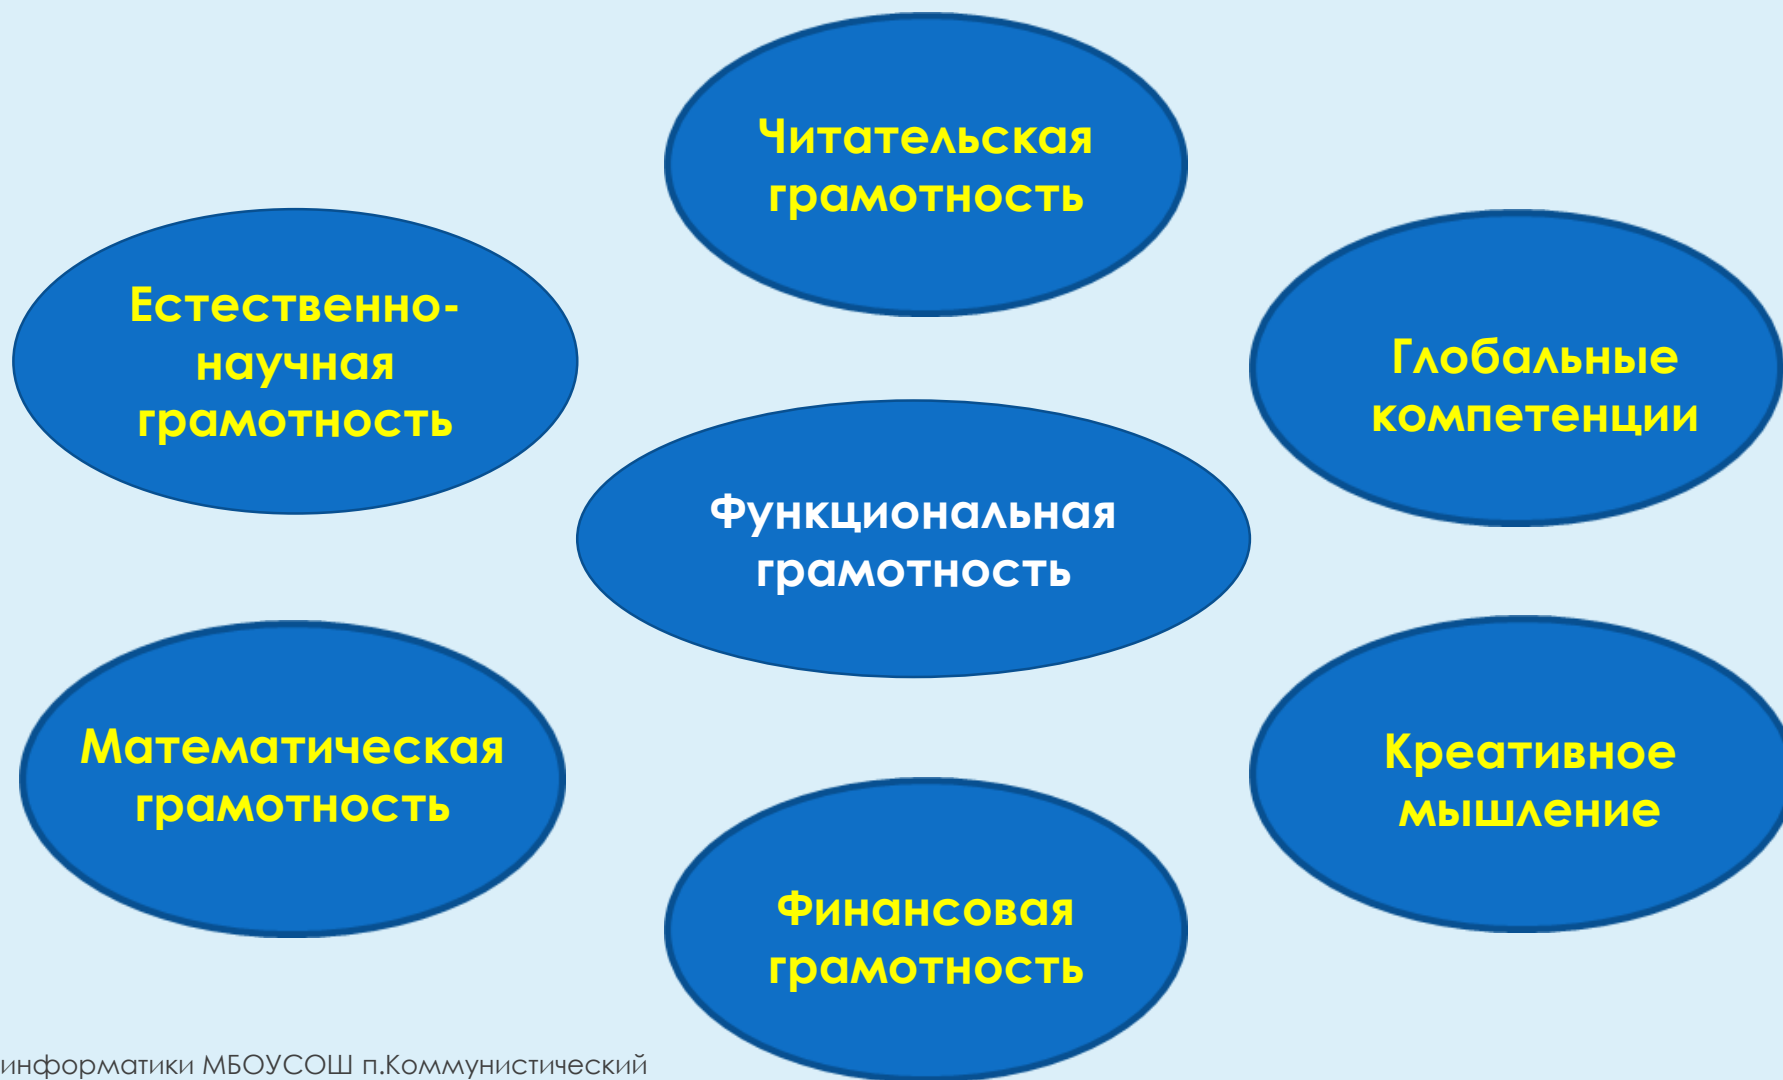 Читательская
грамотность
Естественно-
научная
грамотность
Глобальные
компетенции
Функциональная
грамотность
Математическая
грамотность
Креативное
мышление
Финансовая
грамотность
информатики МБОУСОШ п.Коммунистический